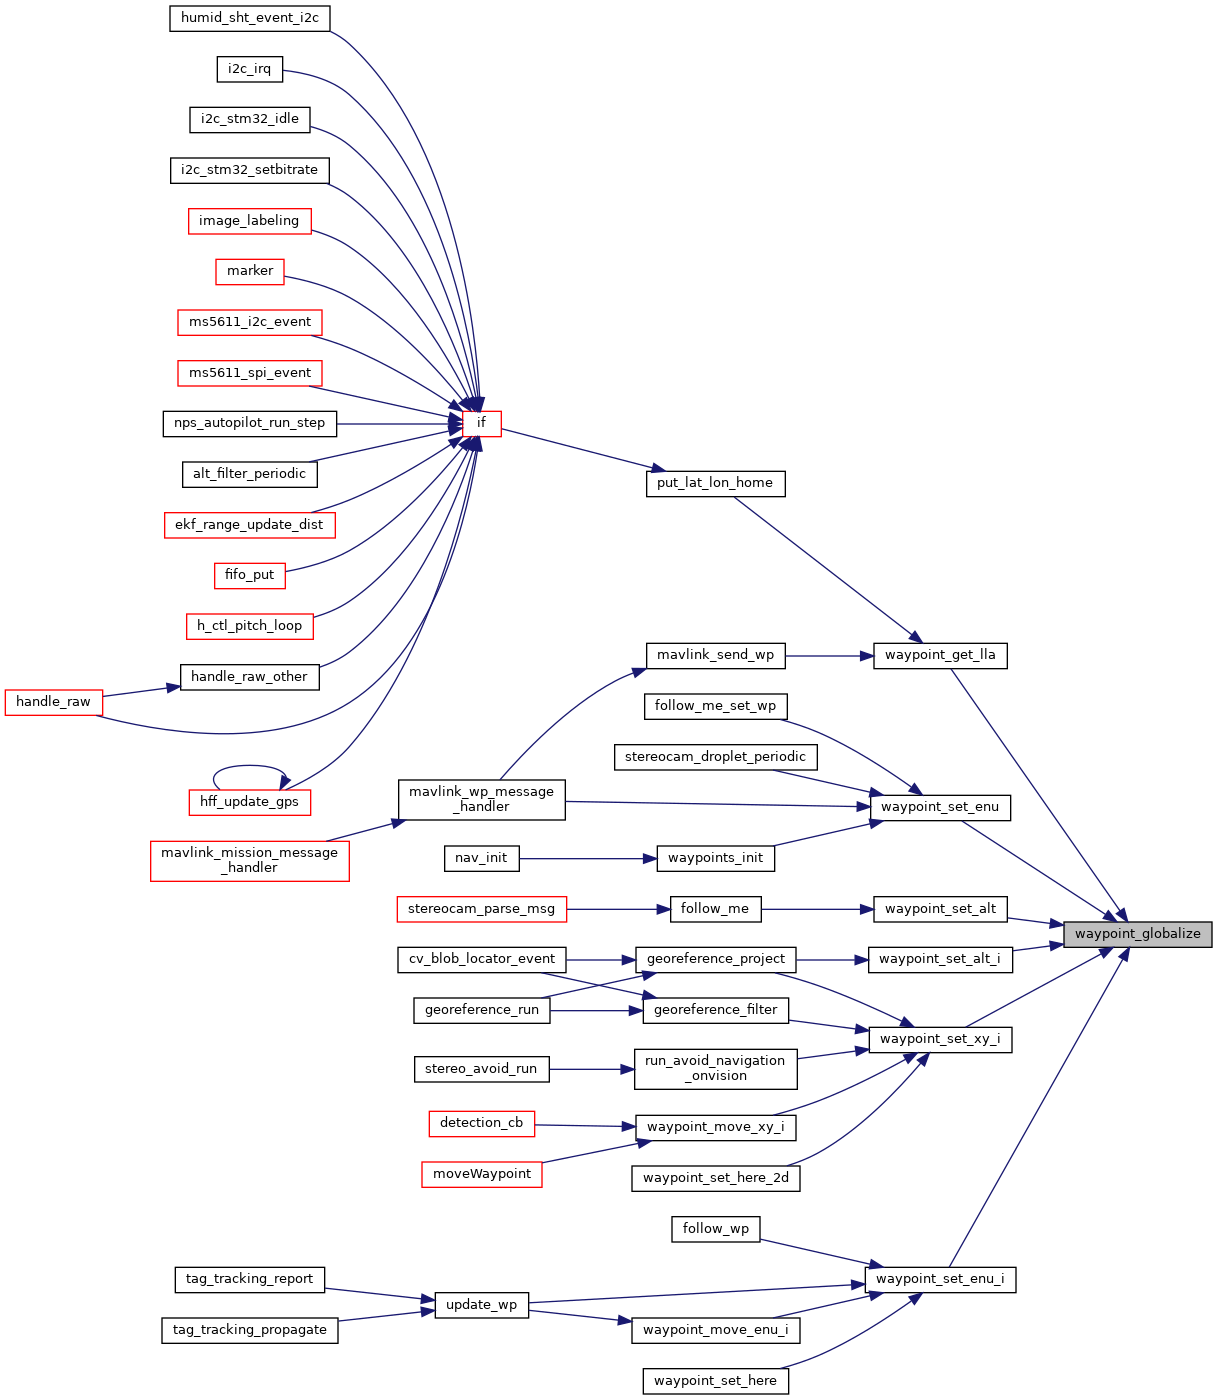 humid_sht_event_i2c
i2c_irq
i2c_stm32_idle
i2c_stm32_setbitrate
image_labeling
marker
ms5611_i2c_event
ms5611_spi_event
nps_autopilot_run_step
alt_filter_periodic
ekf_range_update_dist
fifo_put
h_ctl_pitch_loop
handle_raw_other
handle_raw
hff_update_gps
mavlink_mission_message
_handler
if
put_lat_lon_home
mavlink_send_wp
waypoint_get_lla
follow_me_set_wp
stereocam_droplet_periodic
mavlink_wp_message
_handler
waypoint_set_enu
nav_init
waypoints_init
stereocam_parse_msg
follow_me
waypoint_set_alt
waypoint_globalize
cv_blob_locator_event
georeference_project
waypoint_set_alt_i
georeference_run
georeference_filter
waypoint_set_xy_i
stereo_avoid_run
run_avoid_navigation
_onvision
detection_cb
waypoint_move_xy_i
moveWaypoint
waypoint_set_here_2d
follow_wp
waypoint_set_enu_i
tag_tracking_report
update_wp
tag_tracking_propagate
waypoint_move_enu_i
waypoint_set_here